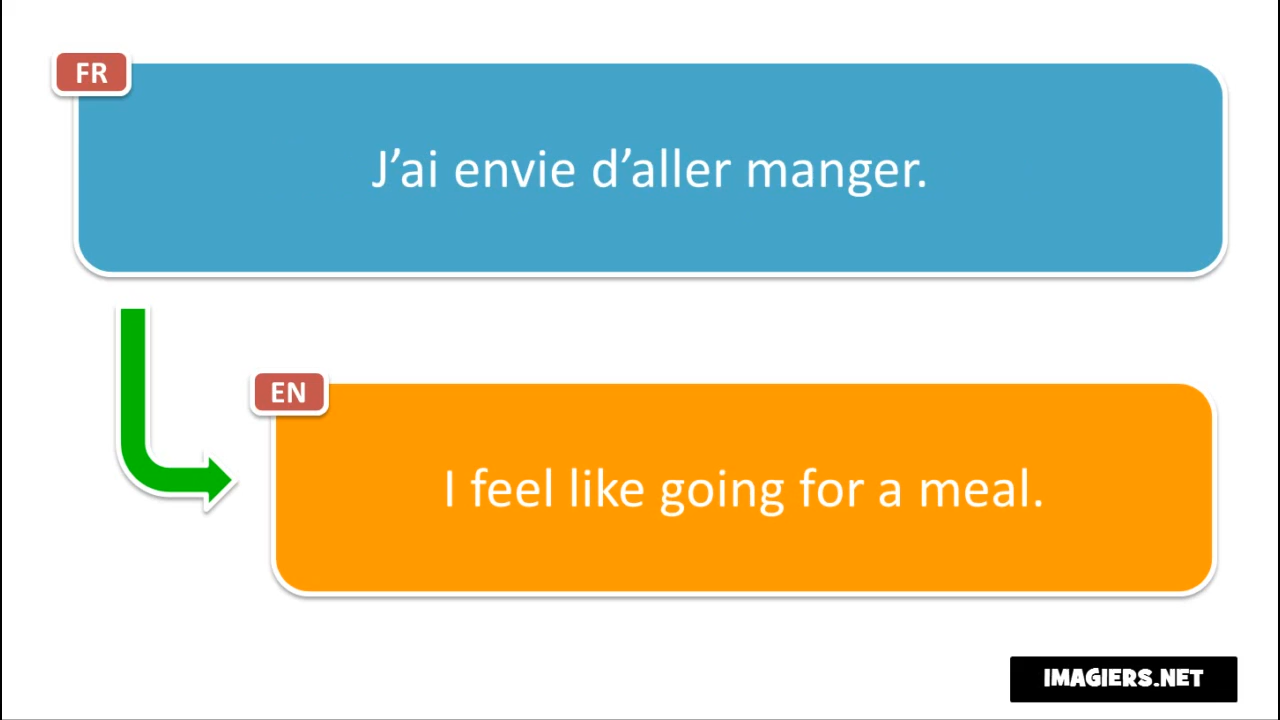 FR
J’ai envie d’aller manger.
EN
I feel like going for a meal.
IMAGIERS.NET